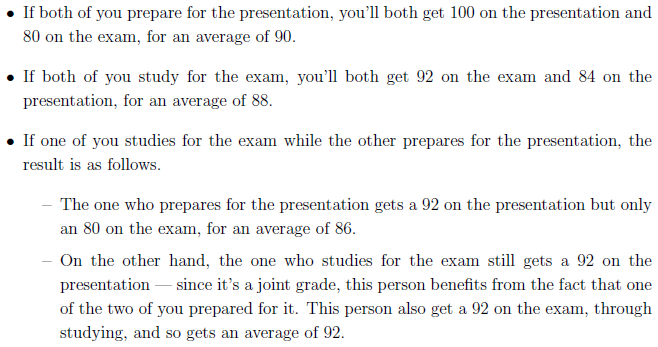 • If both of you prepare for the presentation, you'll both get 100 on the presentation and
80 on the exam, for an average of 90.
• If both of you study for the exam, you'll both get 92 on the exam and 84 on the
presentation, for an average of 88.
• If one of you studies for the exam while the other prepares for the presentation, the
result is as follows.
– The one who prepares for the presentation gets a 92 on the presentation but only
an 80 on the exam, for an average of 86.
– On the other hand, the one who studies for the exam still gets a 92 on the
presentation — since it's a joint grade, this person benefits from the fact that one
of the two of you prepared for it. This person also get a 92 on the exam, through
studying, and so gets an average of 92.